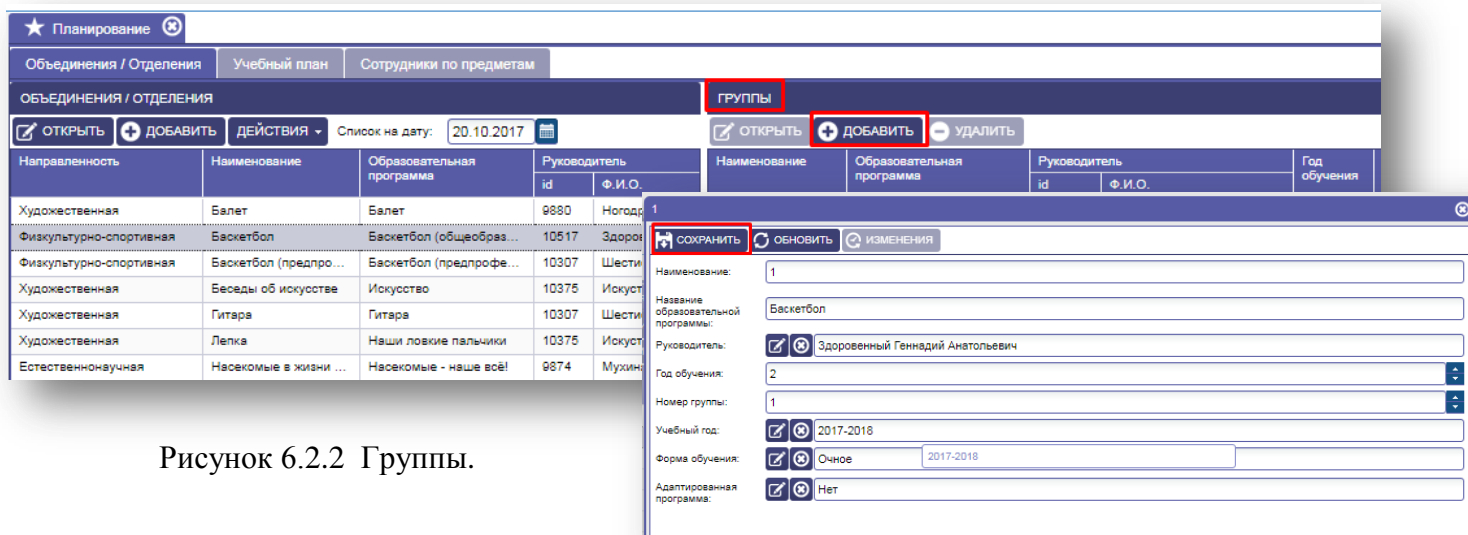 Планирование
Объединения / Отделения Учебный план Сотрудники по предметам
ОБЪЕДИНЕНИЯ / ОТДЕЛЕНИЯ
ОТКРЫТЬ ДОБАВИТЬ ДЕЙСТВИЯ Список на дату: 20.10.2017
Направленность Наименование Образовательная программа Руководитель
id Ф.И.О.
Художественная Балет Балет 9880
Физкультурно-спортивная Баскетбол Баскетбол (общеобраз... 10517
Физкультурно-спортивная Баскетбол (предпро... Баскетбол (предпрофе... 10307
Художественная Беседы об искусстве Искусство 10375
Художественная Гитара Гитара 10307
Художественная Лепка Наши ловкие пальчики 10375
Естественнонаучная Насекомые в жизни ... Насекомые - наше всё! 9874
ГРУППЫ
ОТКРЫТЬ ДОБАВИТЬ УДАЛИТЬ
Наименование Образовательная программа Руководитель Год обучения
id Ф.И.О.
1
СОХРАНИТЬ ОБНОВИТЬ ИЗМЕНЕНИЯ
Наименование: 1
Название образовательной программы: Баскетбол
Руководитель: Здоровенный Геннадий Анатольевич
Год обучения: 2
Номер группы: 1
Учебный год: 2017-2018
Форма обучения: Очное 2017-2018
Адаптированная программа: Нет
Рисунок 6.2.2 Группы.